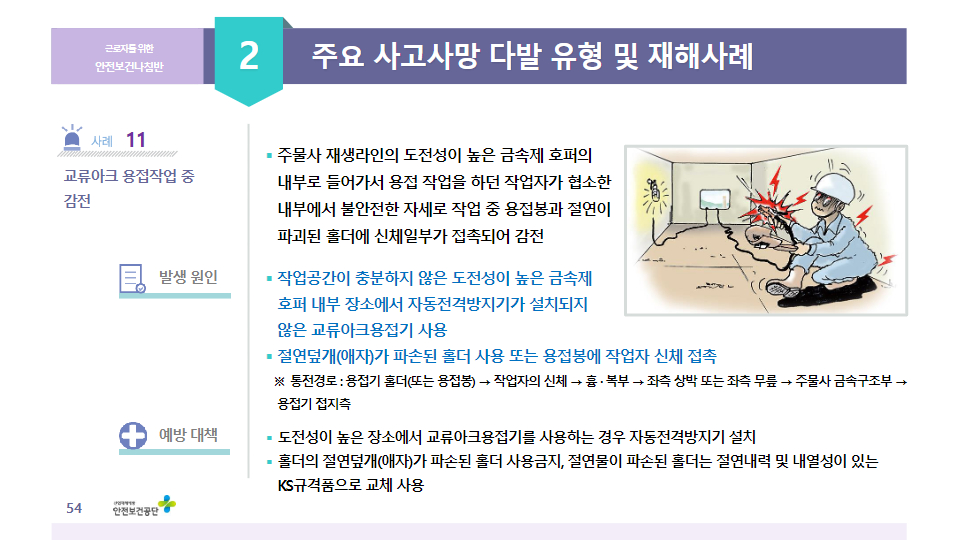 근로자를 위한
안전보건나침반
2
주요 사고사망 다발 유형 및 재해사례
사례 11
교류아크 용접작업 중
감전
▪ 주물사 재생라인의 도전성이 높은 금속제 호퍼의
내부로 들어가서 용접 작업을 하던 작업자가 협소한
내부에서 불안전한 자세로 작업 중 용접봉과 절연이
파괴된 홀더에 신체일부가 접촉되어 감전
발생 원인
▪ 작업공간이 충분하지 않은 도전성이 높은 금속제
호퍼 내부 장소에서 자동전격방지기가 설치되지
않은 교류아크용접기 사용
▪ 절연덮개(애자)가 파손된 홀더 사용 또는 용접봉에 작업자 신체 접촉
※ 통전경로 : 용접기 홀더(또는 용접봉) → 작업자의 신체 → 흉·복부 → 좌측 상박 또는 좌측 무릎 → 주물사 금속구조부 →
용접기 접지측
예방 대책
▪ 도전성이 높은 장소에서 교류아크용접기를 사용하는 경우 자동전격방지기 설치
▪ 홀더의 절연덮개(애자)가 파손된 홀더 사용금지, 절연물이 파손된 홀더는 절연내력 및 내열성이 있는
KS규격품으로 교체 사용
54
산업재해예방
안전보건공단